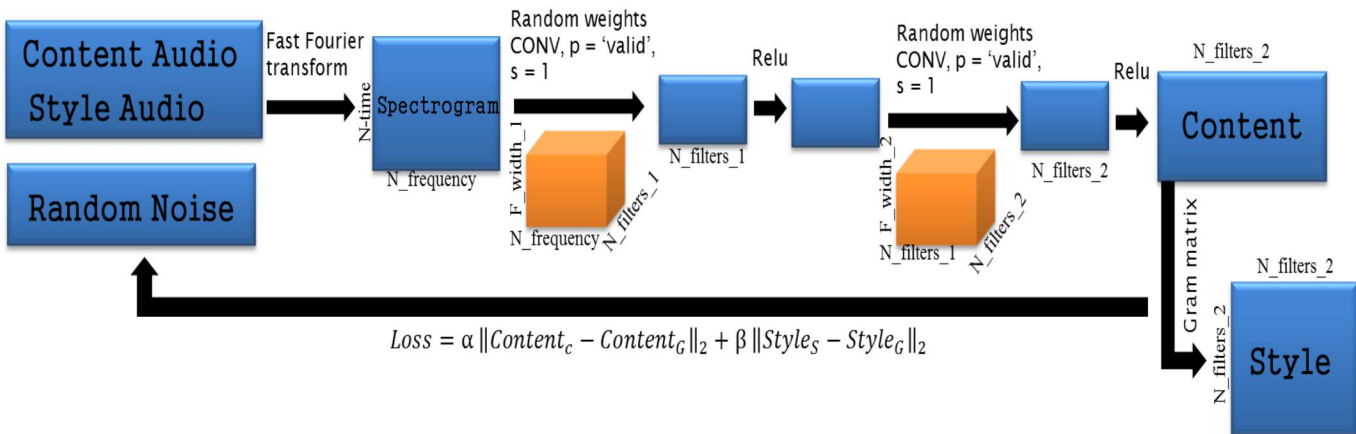 Content Audio
Style Audio
Random Noise
Fast Fourier
transform
N-time
Spectrogram
N_frequency
Random weights
CONV, p = ‘valid’,
s = 1
F_width_1
N_frequency
N_filters_1
N_filters_1
Relu
Random weights
CONV, p = ‘valid’,
s = 1
F_width_2
N_filters_1
N_filters_2
N_filters_2
Relu
N_filters_2
Content
Gram matrix
N_filters_2
N_filters_2
Style
Loss = α ‖Content_c − Content_G‖_2 + β ‖Style_S − Style_G‖_2